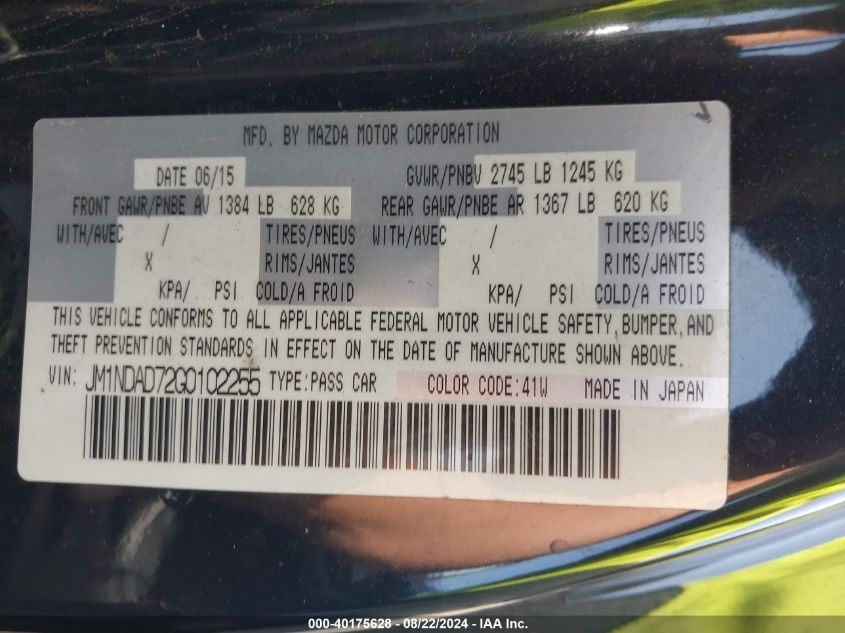 MFD. BY MAZDA MOTOR CORPORATION
DATE 06/15 GVWR/PNBV 2745 LB 1245 KG
FRONT GAWR/PNBE AV 1384 LB 628 KG REAR GAWR/PNBE AR 1367 LB 620 KG
WITH/AVEC / TIRES/PNEUS WITH/AVEC / TIRES/PNEUS
X RIMS/JANTES X RIMS/JANTES
KPA/ PSI COLD/A FROID KPA/ PSI COLD/A FROID
THIS VEHICLE CONFORMS TO ALL APPLICABLE FEDERAL MOTOR VEHICLE SAFETY, BUMPER, AND
THEFT PREVENTION STANDARDS IN EFFECT ON THE DATE OF MANUFACTURE SHOWN ABOVE.
VIN: JM1NDAD72G0102255 TYPE:PASS CAR COLOR CODE:41W MADE IN JAPAN
000-40175628 - 08/22/2024 - IAA Inc.